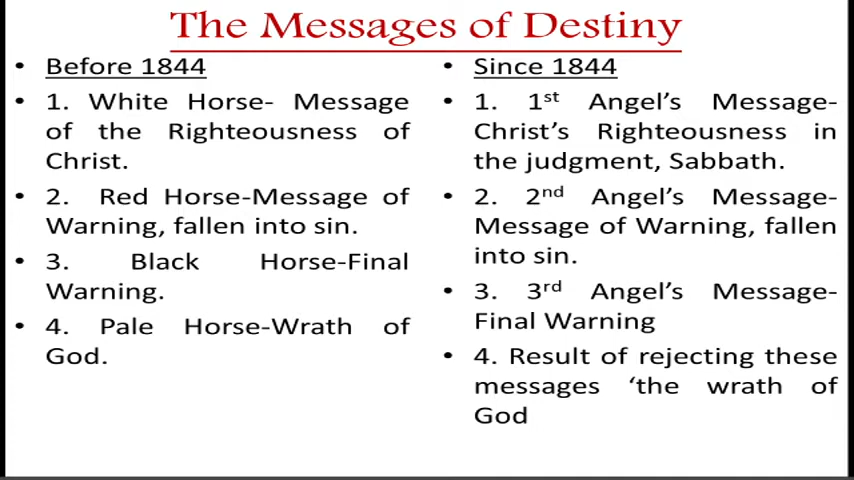 The Messages of Destiny
• Before 1844
• 1. White Horse- Message
of the Righteousness of
Christ.
• 2. Red Horse-Message of
Warning, fallen into sin.
• 3. Black Horse-Final
Warning.
• 4. Pale Horse-Wrath of
God.
• Since 1844
• 1. 1st Angel’s Message-
Christ’s Righteousness in
the judgment, Sabbath.
• 2. 2nd Angel’s Message-
Message of Warning, fallen
into sin.
• 3. 3rd Angel’s Message-
Final Warning
• 4. Result of rejecting these
messages ‘the wrath of
God